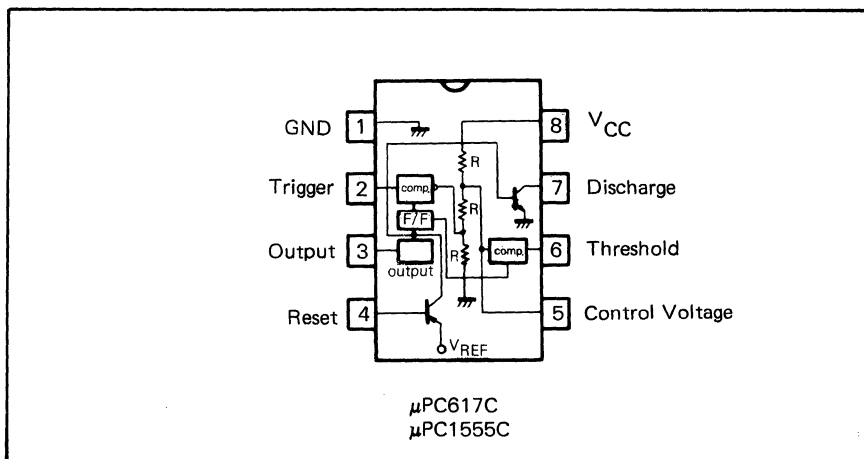 GND 1 8 VCC
R
Trigger 2 comp. 7 Discharge
R
F/F
Output 3 R comp. 6 Threshold
output
Reset 4 5 Control Voltage
VREF
μPC617C
μPC1555C